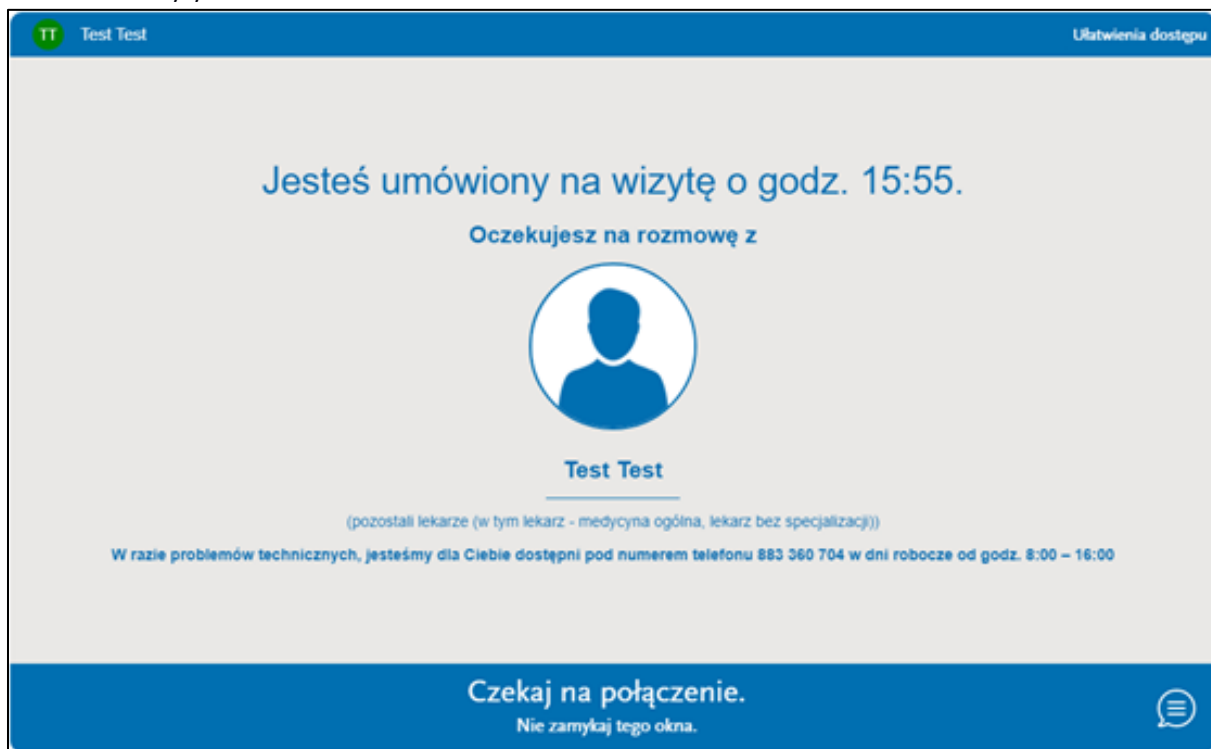 TT Test Test Ułatwienia dostępu
Jesteś umówiony na wizytę o godz. 15:55.
Oczekujesz na rozmowę z
Test Test
(pozostali lekarze (w tym lekarz - medycyna ogólna, lekarz bez specjalizacji))
W razie problemów technicznych, jesteśmy dla Ciebie dostępni pod numerem telefonu 883 360 704 w dni robocze od godz. 8:00 – 16:00
Czekaj na połączenie.
Nie zamykaj tego okna.